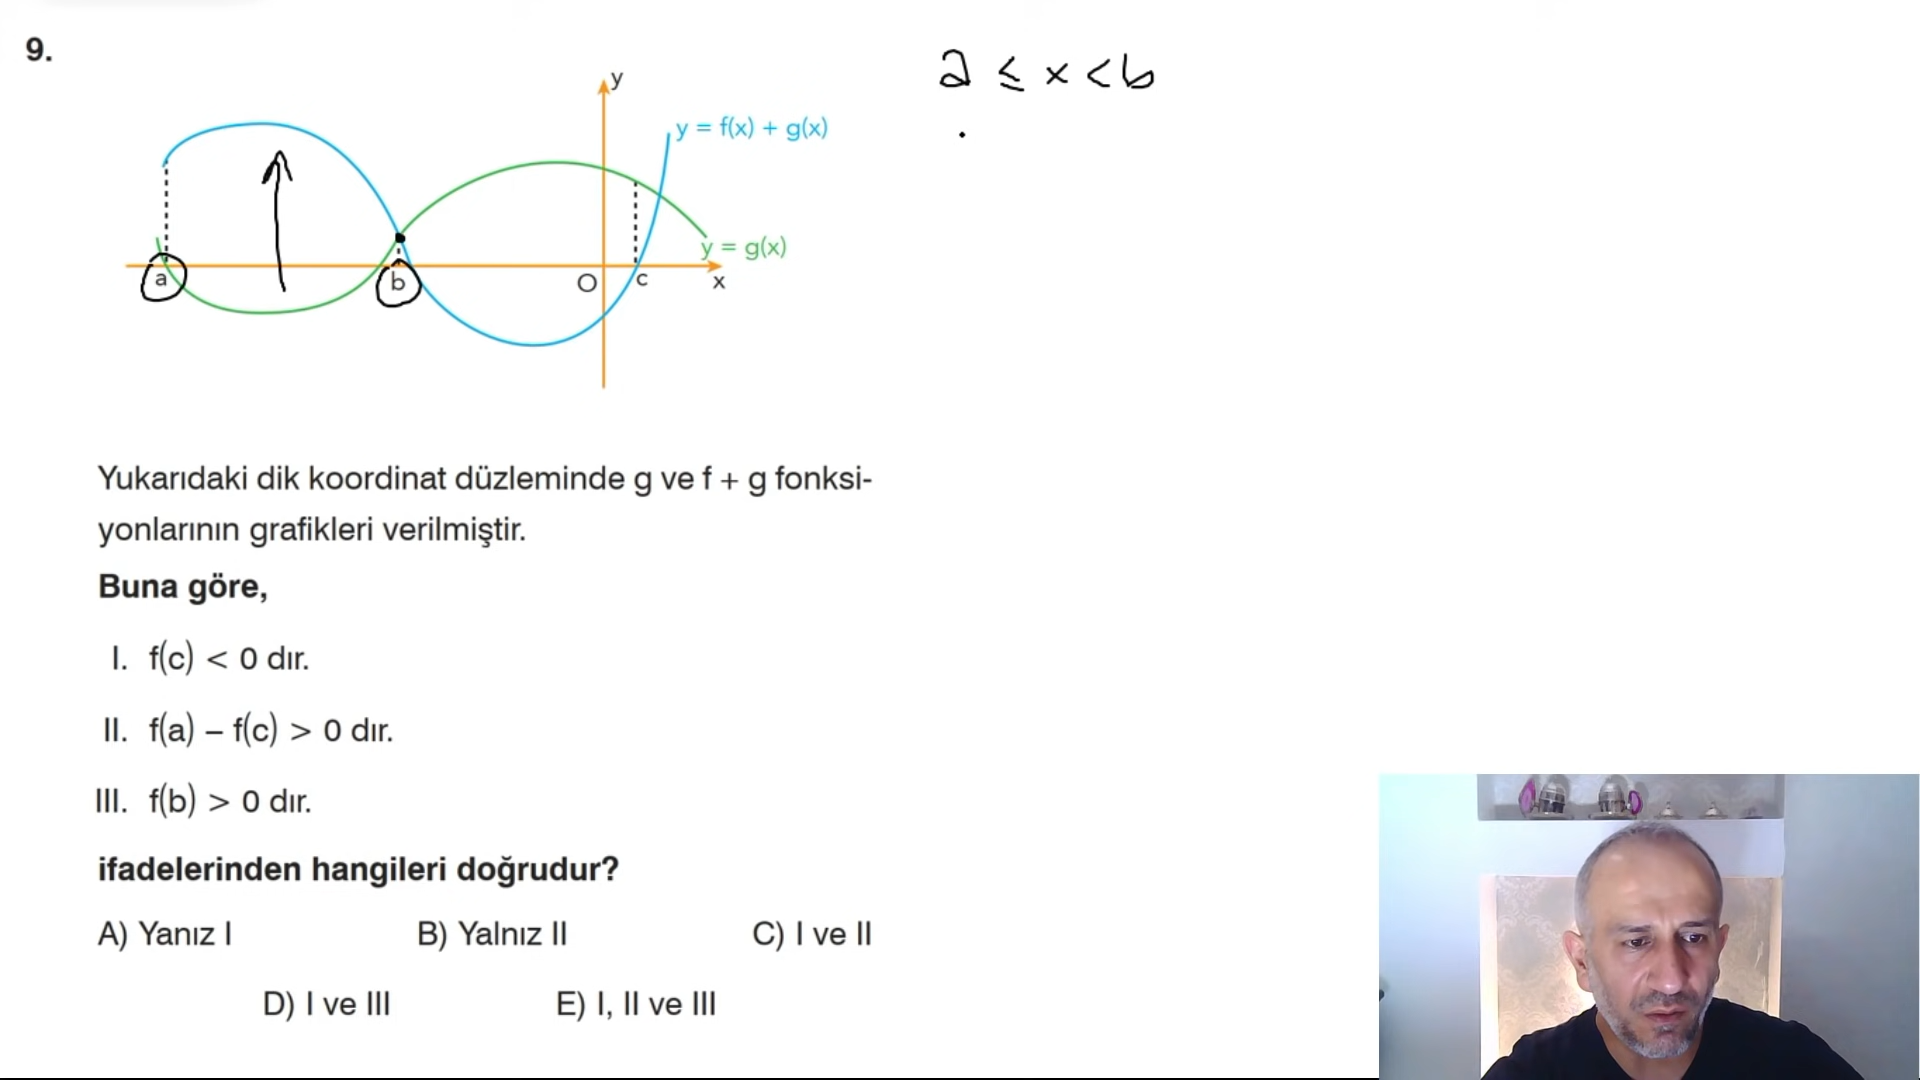 9.
a ≤ x < b
y
y = f(x) + g(x)
y = g(x)
a
b
O
c
x
Yukarıdaki dik koordinat düzleminde g ve f + g fonksi-
yonlarının grafikleri verilmiştir.
Buna göre,
I. f(c) < 0 dır.
II. f(a) – f(c) > 0 dır.
III. f(b) > 0 dır.
ifadelerinden hangileri doğrudur?
A) Yanız I B) Yalnız II C) I ve II
D) I ve III E) I, II ve III